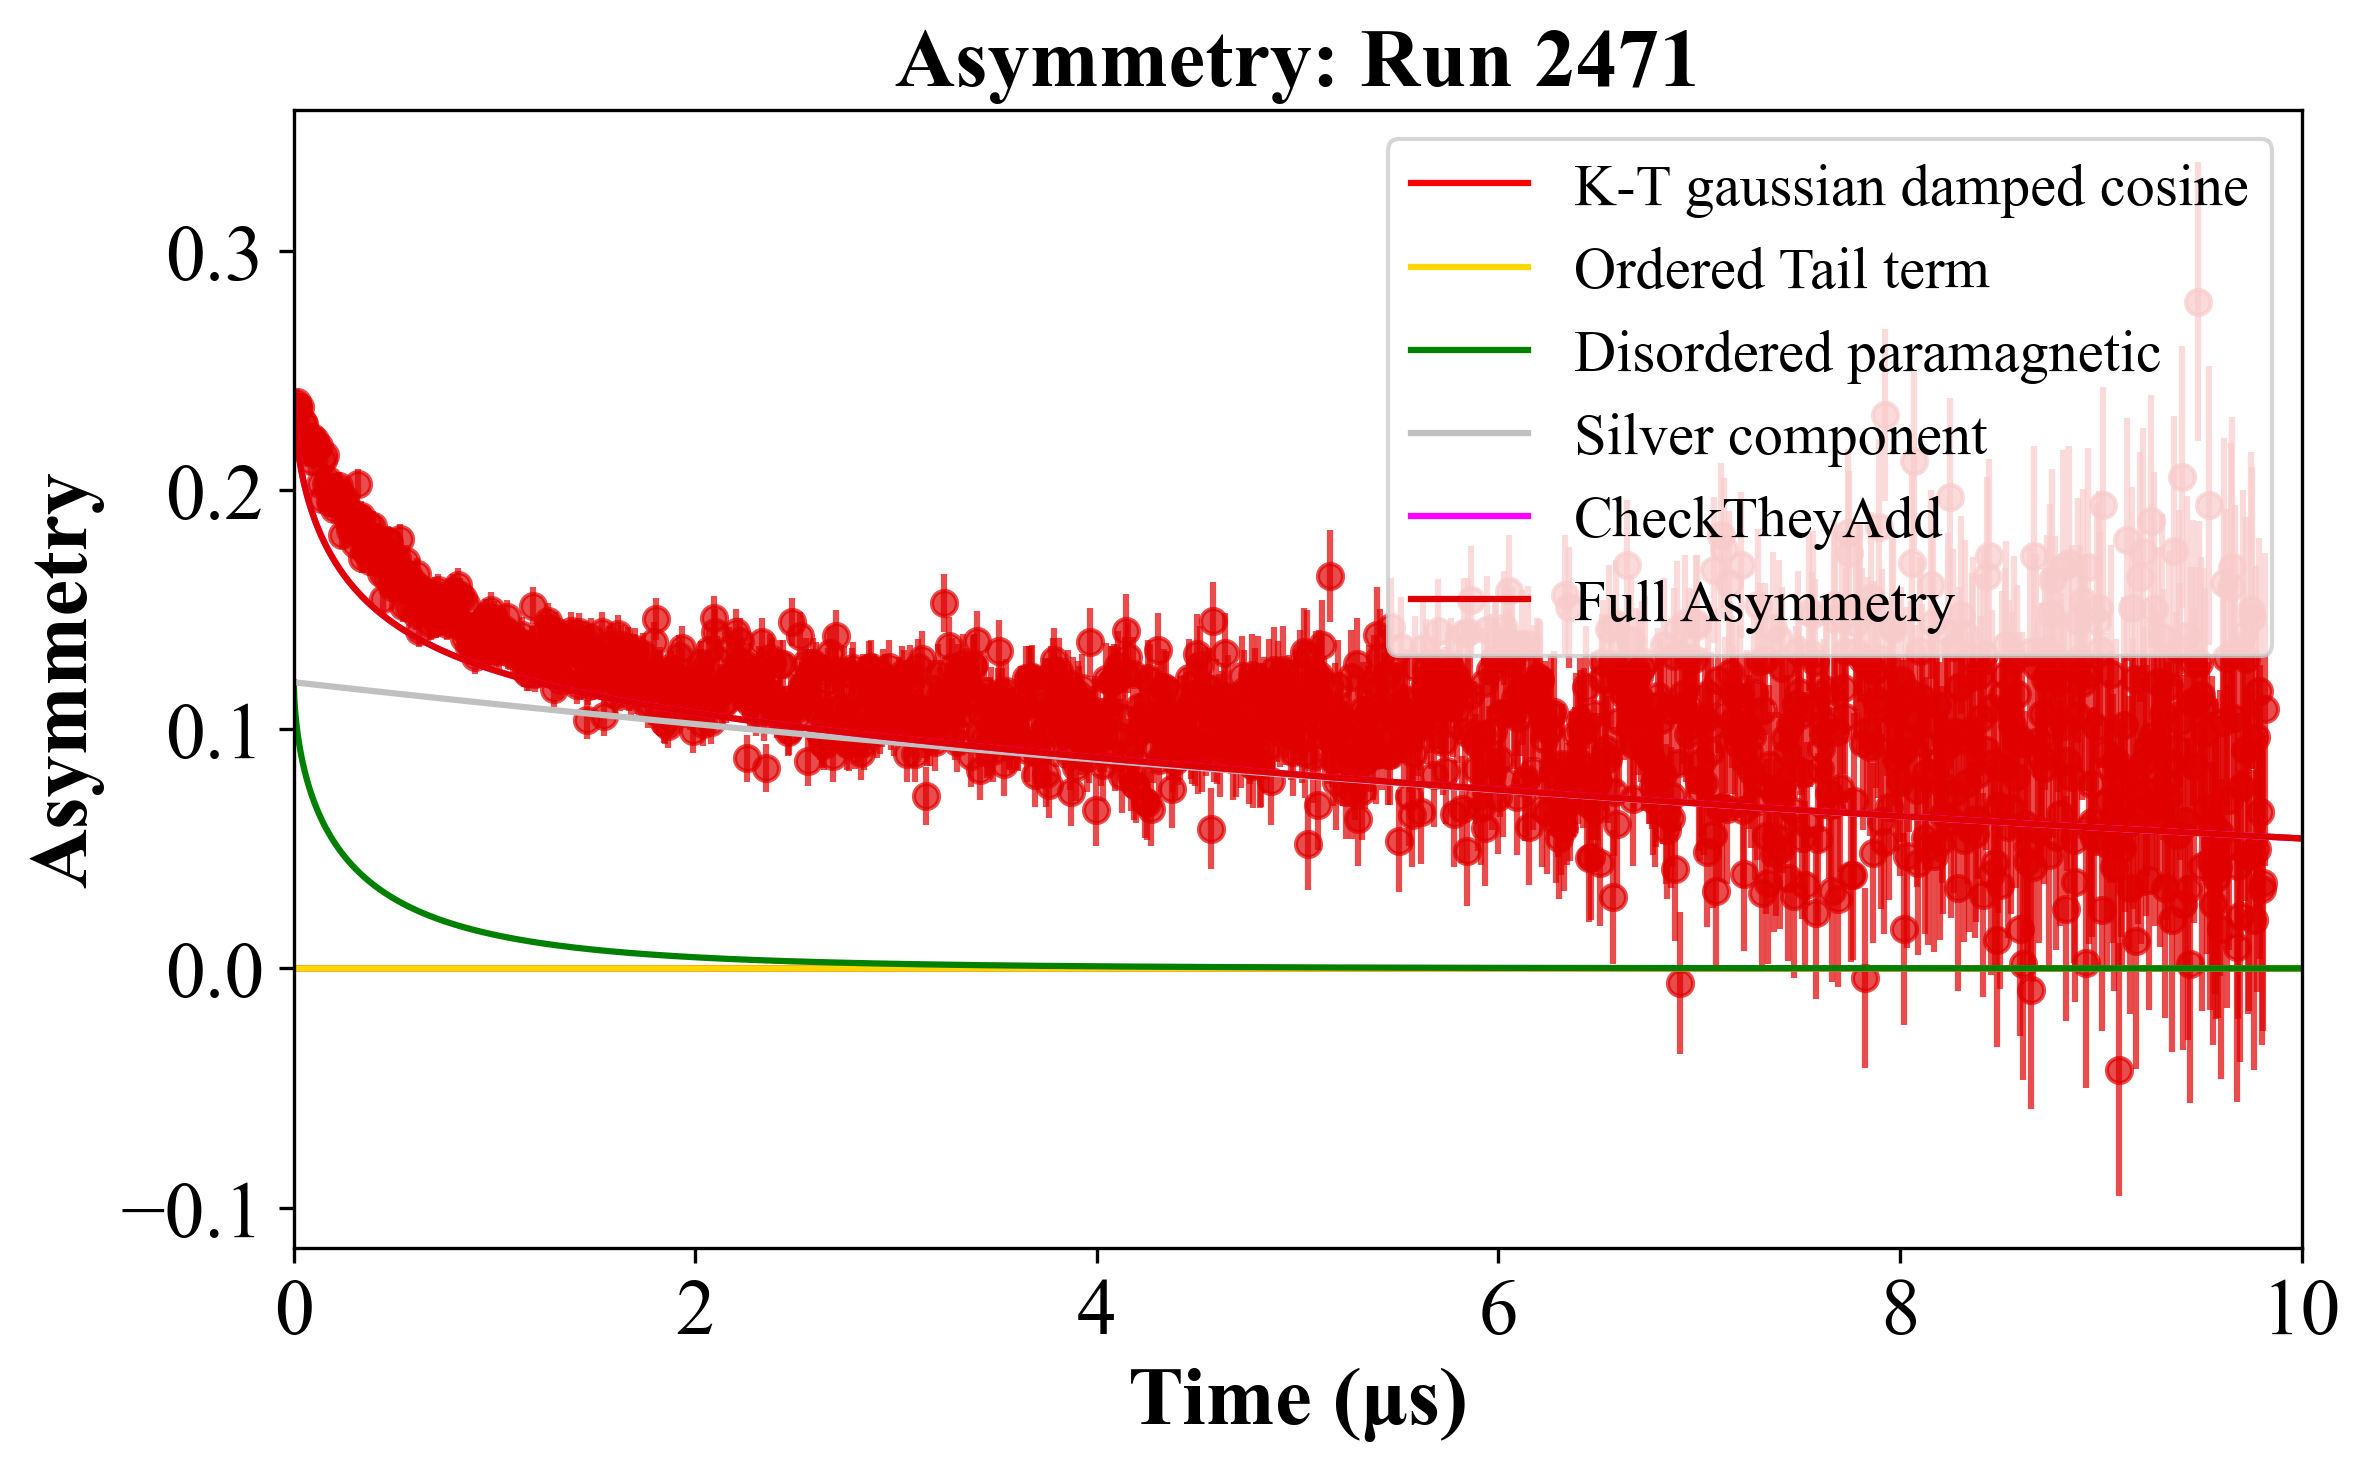 Asymmetry: Run 2471
K-T gaussian damped cosine
Ordered Tail term
Disordered paramagnetic
Silver component
CheckTheyAdd
Full Asymmetry
Asymmetry
0.3
0.2
0.1
0.0
−0.1
0 2 4 6 8 10
Time (μs)